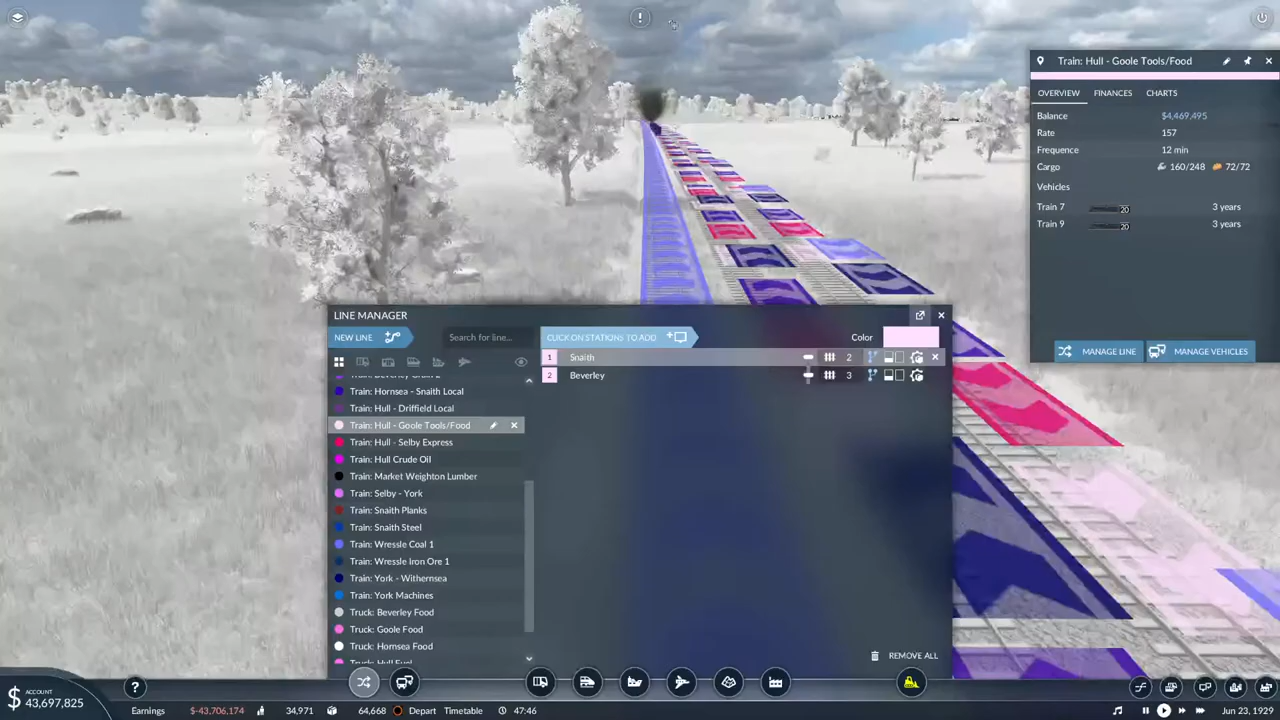 Train: Hull - Goole Tools/Food
OVERVIEW FINANCES CHARTS
Balance $4,469,495
Rate 157
Frequency 12 min
Cargo 160/248 72/72
Vehicles
Train 7 20 3 years
Train 9 20 3 years
MANAGE LINE MANAGE VEHICLES
LINE MANAGER
NEW LINE Search for line... CLICK ON STATIONS TO ADD Color
1 Snaith 2
2 Beverley 3
Train: Hornsea - Snaith Local
Train: Hull - Driffield Local
Train: Hull - Goole Tools/Food
Train: Hull - Selby Express
Train: Hull Crude Oil
Train: Market Weighton Lumber
Train: Selby - York
Train: Snaith Planks
Train: Snaith Steel
Train: Wressle Coal 1
Train: Wressle Iron Ore 1
Train: York - Withernsea
Train: York Machines
Truck: Beverley Food
Truck: Goole Food
Truck: Hornsea Food
Truck: Hull Fuel
REMOVE ALL
$ ACCOUNT
43,697,825
?
Earnings $-43,706,174 34,971 64,668 Depart Timetable 47:46 Jun 23, 1929